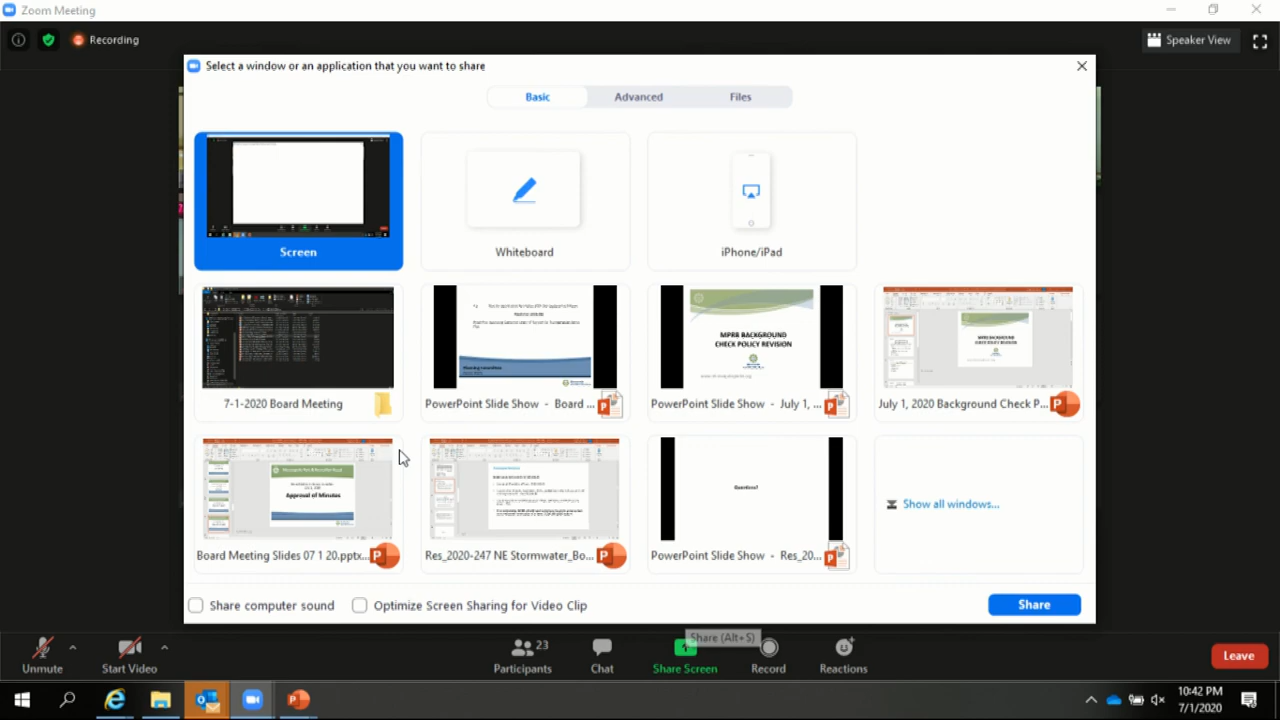 Zoom Meeting
Recording
Speaker View
Select a window or an application that you want to share
Basic
Advanced
Files
Screen
Whiteboard
iPhone/iPad
MPRB BACKGROUND
CHECK POLICY REVISION
MPRB BACKGROUND
CHECK POLICY REVISION
7-1-2020 Board Meeting
PowerPoint Slide Show - Board ...
PowerPoint Slide Show - July 1, ...
July 1, 2020 Background Check P...
Approval of Minutes
Questions?
Show all windows...
Board Meeting Slides 07 1 20.pptx...
Res_2020-247 NE Stormwater_Bo...
PowerPoint Slide Show - Res_20...
Share computer sound
Optimize Screen Sharing for Video Clip
Share
Share (Alt+S)
Unmute
Start Video
23
Participants
Chat
Share Screen
Record
Reactions
Leave
10:42 PM
7/1/2020